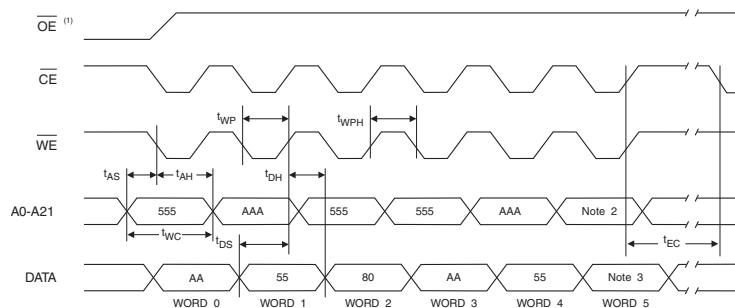 OE (1)
CE
tWP tWPH
WE
tAS tAH tDH
A0-A21 555 AAA 555 555 AAA Note 2
tWC tDS tEC
DATA AA 55 80 AA 55 Note 3
WORD 0 WORD 1 WORD 2 WORD 3 WORD 4 WORD 5